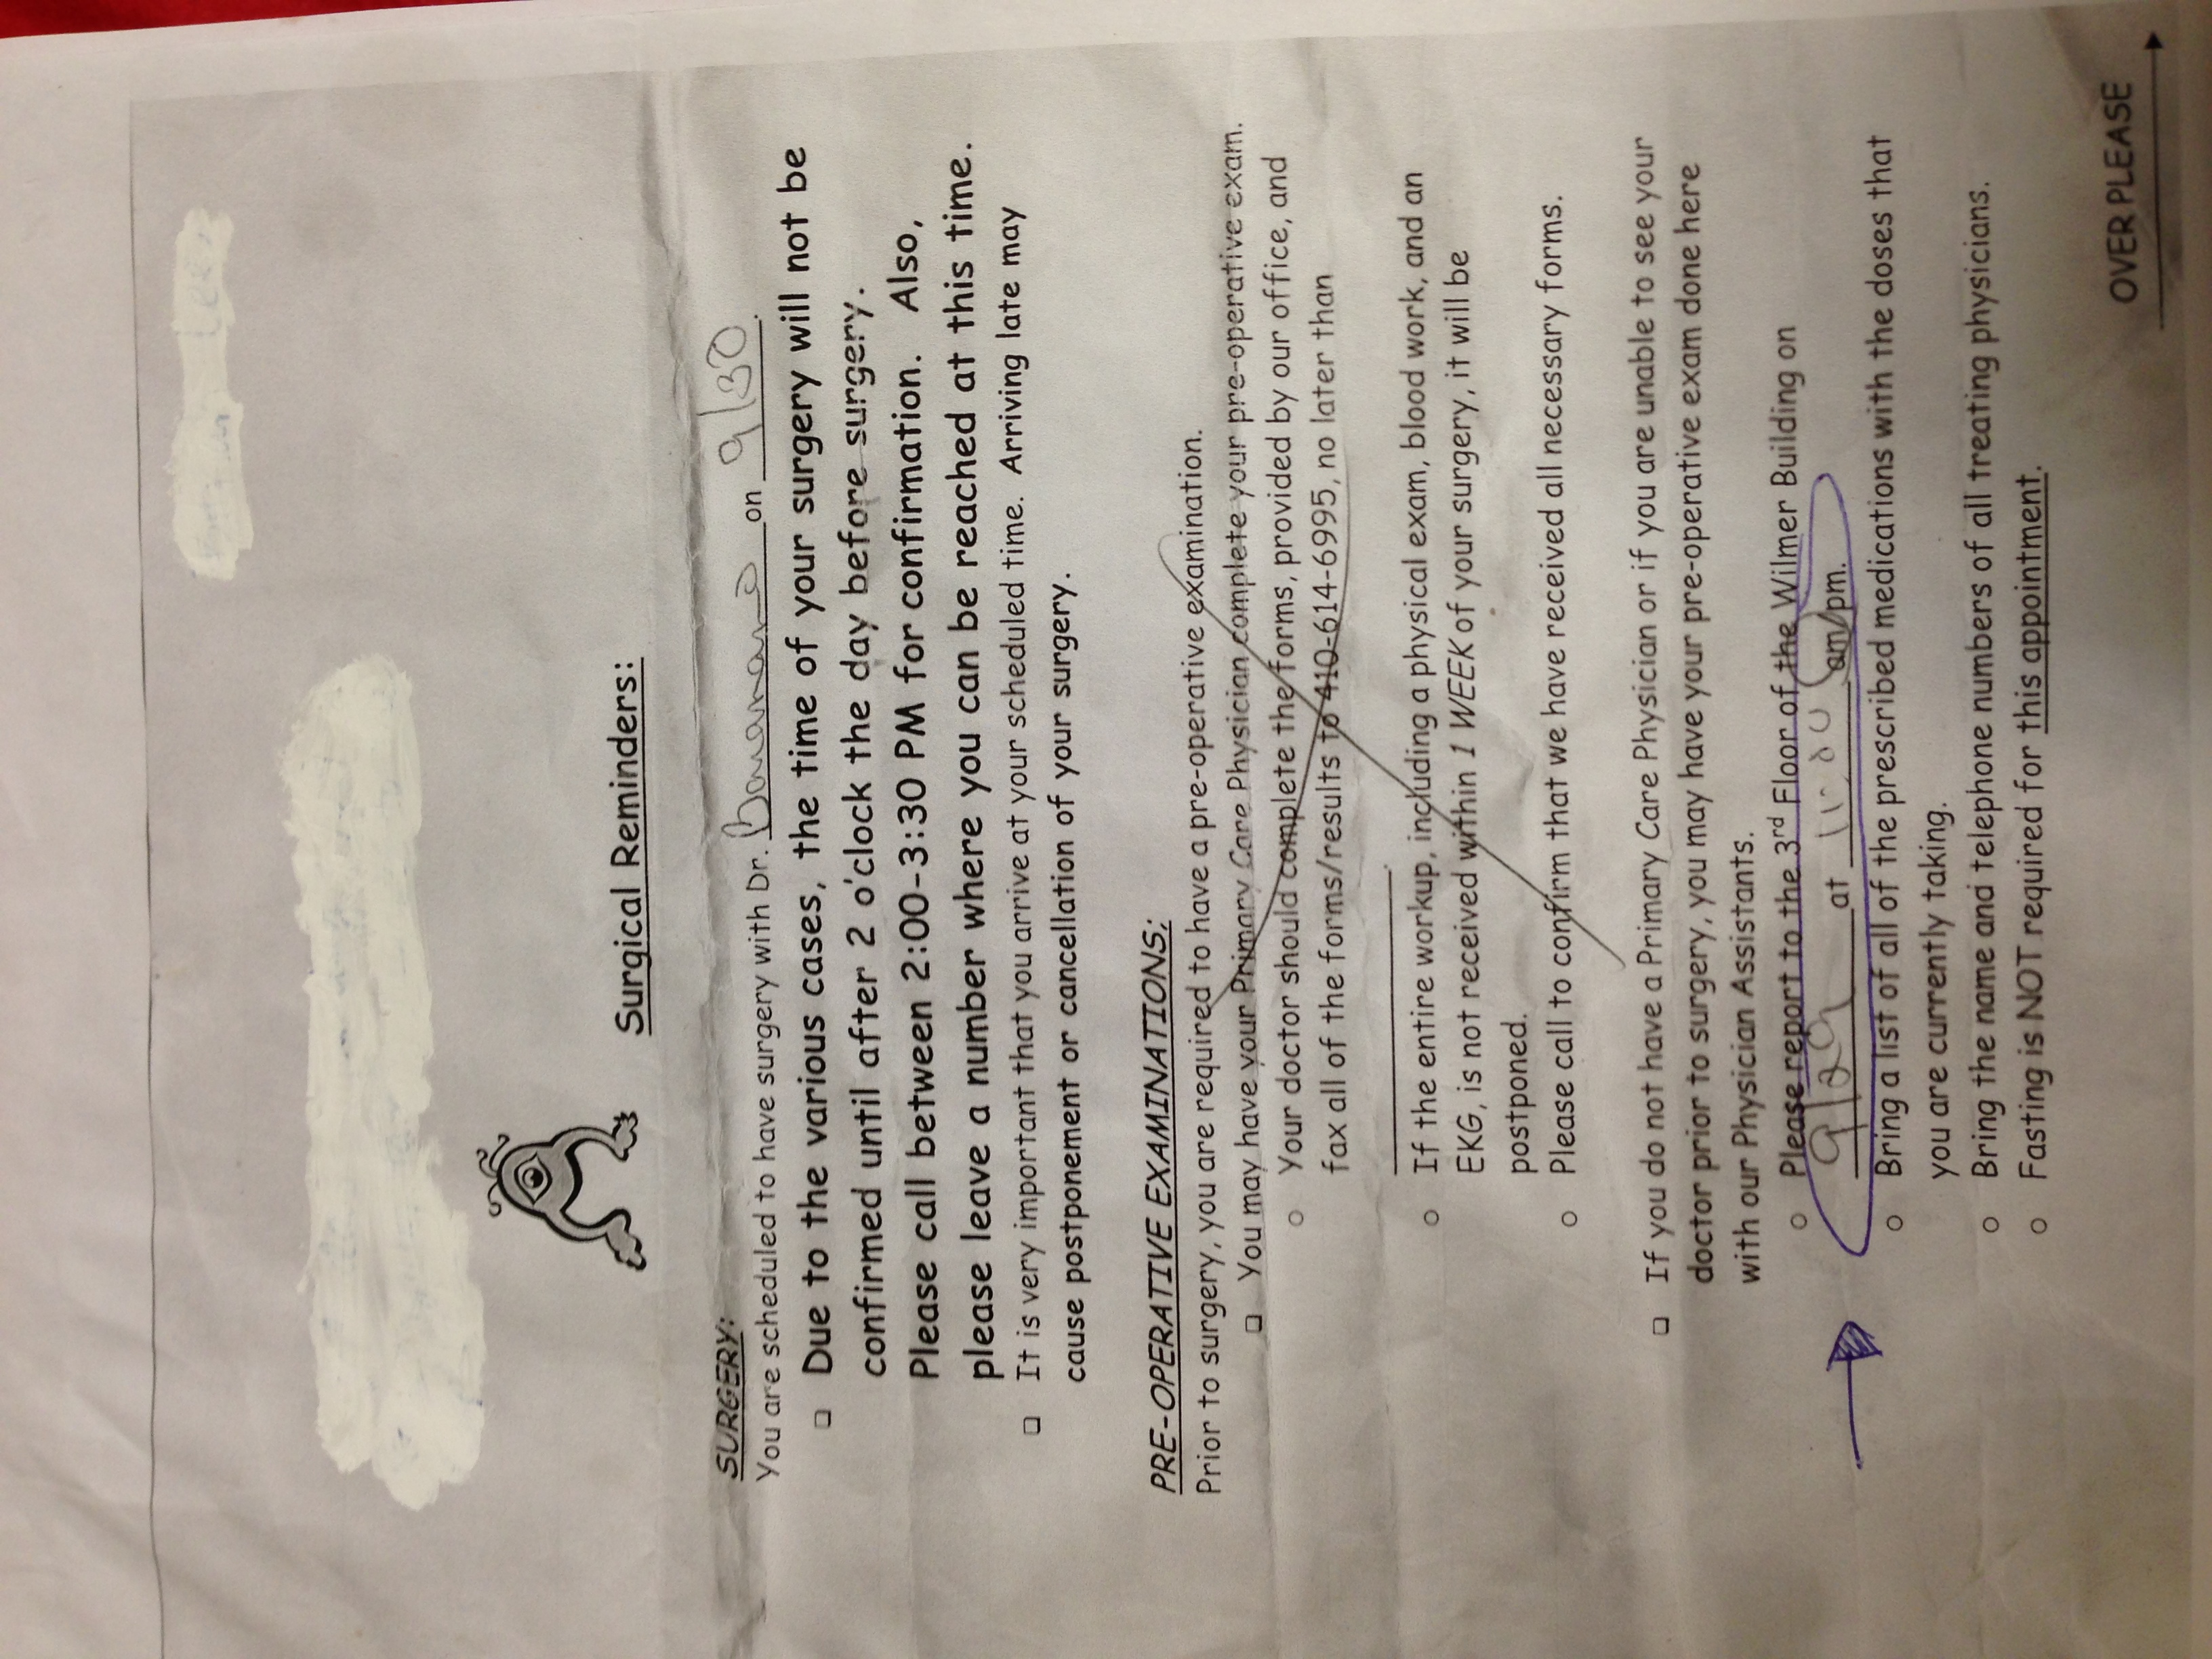 Surgical Reminders:
SURGERY:
You are scheduled to have surgery with Dr. on 9/30.
Due to the various cases, the time of your surgery will not be
confirmed until after 2 o'clock the day before surgery.
Please call between 2:00-3:30 PM for confirmation. Also,
please leave a number where you can be reached at this time.
It is very important that you arrive at your scheduled time. Arriving late may
cause postponement or cancellation of your surgery.
PRE-OPERATIVE EXAMINATIONS:
Prior to surgery, you are required to have a pre-operative examination.
You may have your Primary Care Physician complete your pre-operative exam.
Your doctor should complete the forms, provided by our office, and
fax all of the forms/results to 410-614-6995, no later than
If the entire workup, including a physical exam, blood work, and an
EKG, is not received within 1 WEEK of your surgery, it will be
postponed.
Please call to confirm that we have received all necessary forms.
If you do not have a Primary Care Physician or if you are unable to see your
doctor prior to surgery, you may have your pre-operative exam done here
with our Physician Assistants.
Please report to the 3rd Floor of the Wilmer Building on
9/29 at 11:00 am/pm.
Bring a list of all of the prescribed medications with the doses that
you are currently taking.
Bring the name and telephone numbers of all treating physicians.
Fasting is NOT required for this appointment.
OVER PLEASE